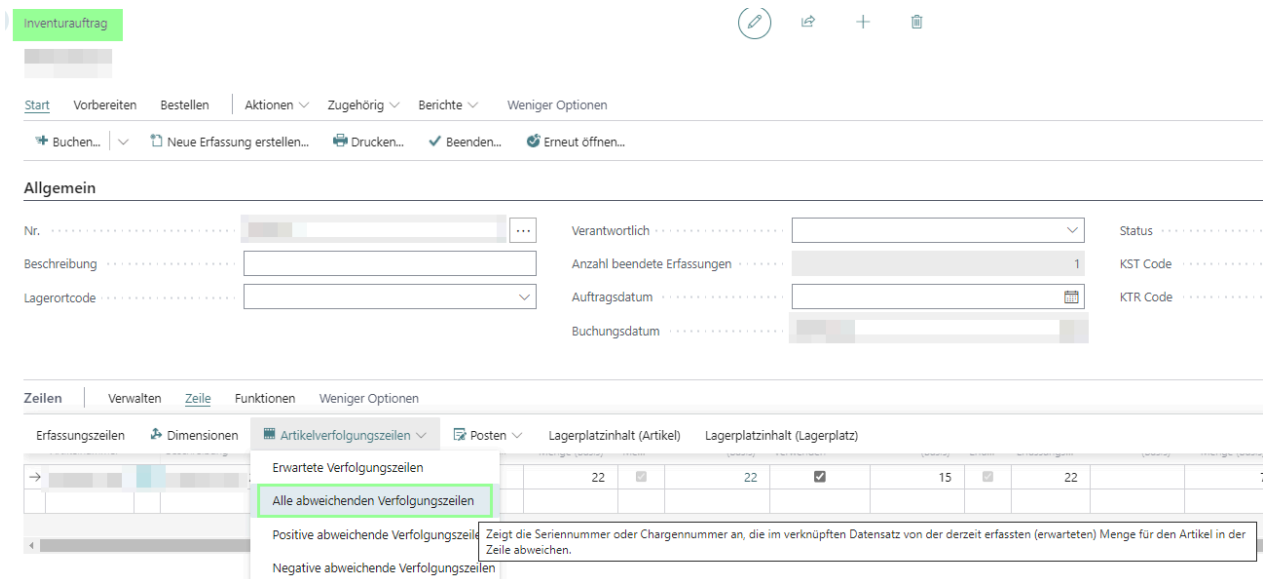 Inventurauftrag
Start Vorbereiten Bestellen Aktionen Zugehörig Berichte Weniger Optionen
Buchen... Neue Erfassung erstellen... Drucken... Beenden... Erneut öffnen...
Allgemein
Nr. ... Verantwortlich Status
Beschreibung Anzahl beendete Erfassungen 1 KST Code
Lagerortcode Auftragsdatum KTR Code
Buchungsdatum
Zeilen Verwalten Zeile Funktionen Weniger Optionen
Erfassungszeilen Dimensionen Artikelverfolgungszeilen Posten Lagerplatzinhalt (Artikel) Lagerplatzinhalt (Lagerplatz)
Erwartete Verfolgungszeilen
22 22 15 22
Alle abweichenden Verfolgungszeilen
Positive abweichende Verfolgungszeile
Zeigt die Seriennummer oder Chargennummer an, die im verknüpften Datensatz von der derzeit erfassten (erwarteten) Menge für den Artikel in der
Zeile abweichen.
Negative abweichende Verfolgungszeilen